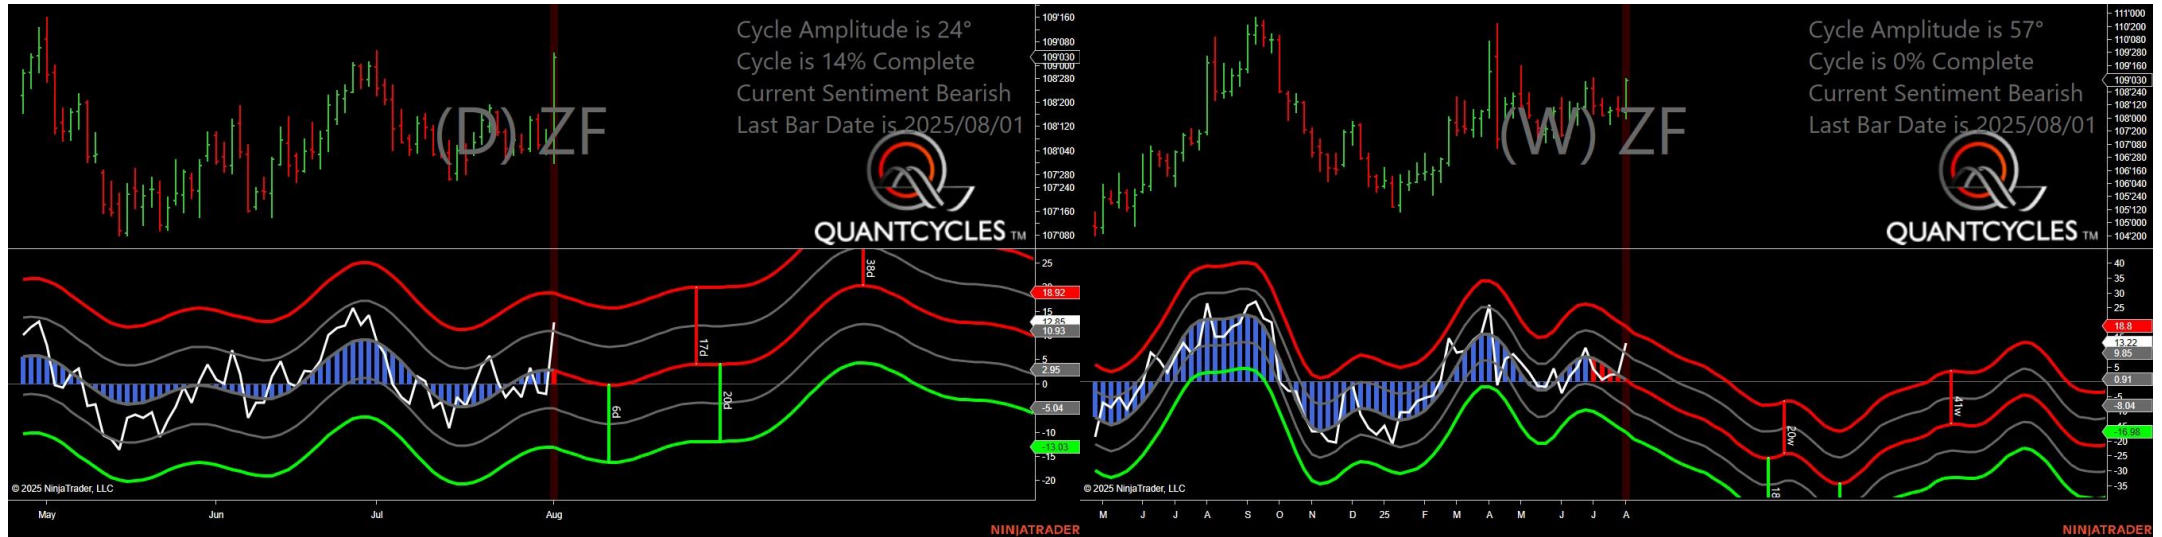 Cycle Amplitude is 24°
Cycle is 14% Complete
Current Sentiment Bearish
Last Bar Date is 2025/08/01
(D) ZF
QUANTCYCLES TM
109'160
109'080
109'030
109'000
108'280
108'200
108'120
108'040
107'280
107'240
107'160
107'080
25
18.92
15
12.85
10.93
5
2.95
0
-5.04
-10
-13.03
-15
-20
38d
17d
20d
6d
© 2025 NinjaTrader, LLC
May Jun Jul Aug
NINJATRADER
Cycle Amplitude is 57°
Cycle is 0% Complete
Current Sentiment Bearish
Last Bar Date is 2025/08/01
(W) ZF
QUANTCYCLES TM
111'000
110'200
110'080
109'280
109'160
109'030
108'240
108'120
108'000
107'200
107'080
106'280
106'160
106'040
105'240
105'120
105'000
104'200
40
35
30
25
18.8
13.22
9.85
5
0.91
-5
-8.04
-16.98
-20
-25
-30
-35
41w
20w
18
© 2025 NinjaTrader, LLC
M J J A S O N D 25 F M A M J J A
NINJATRADER